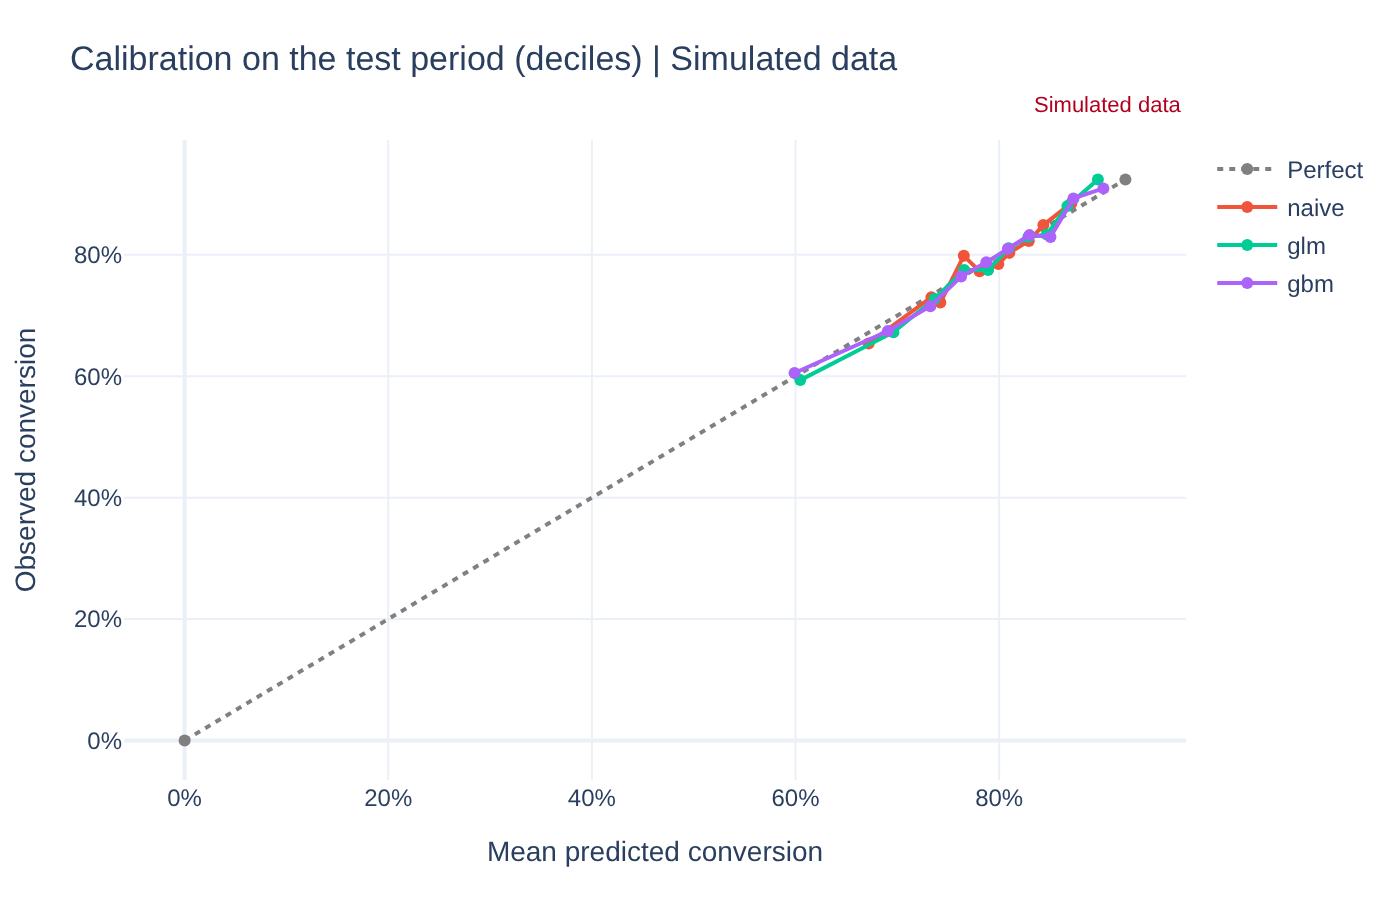 Calibration on the test period (deciles) | Simulated data
Simulated data
Perfect
naive
glm
gbm
Observed conversion
80%
60%
40%
20%
0%
0%
20%
40%
60%
80%
Mean predicted conversion